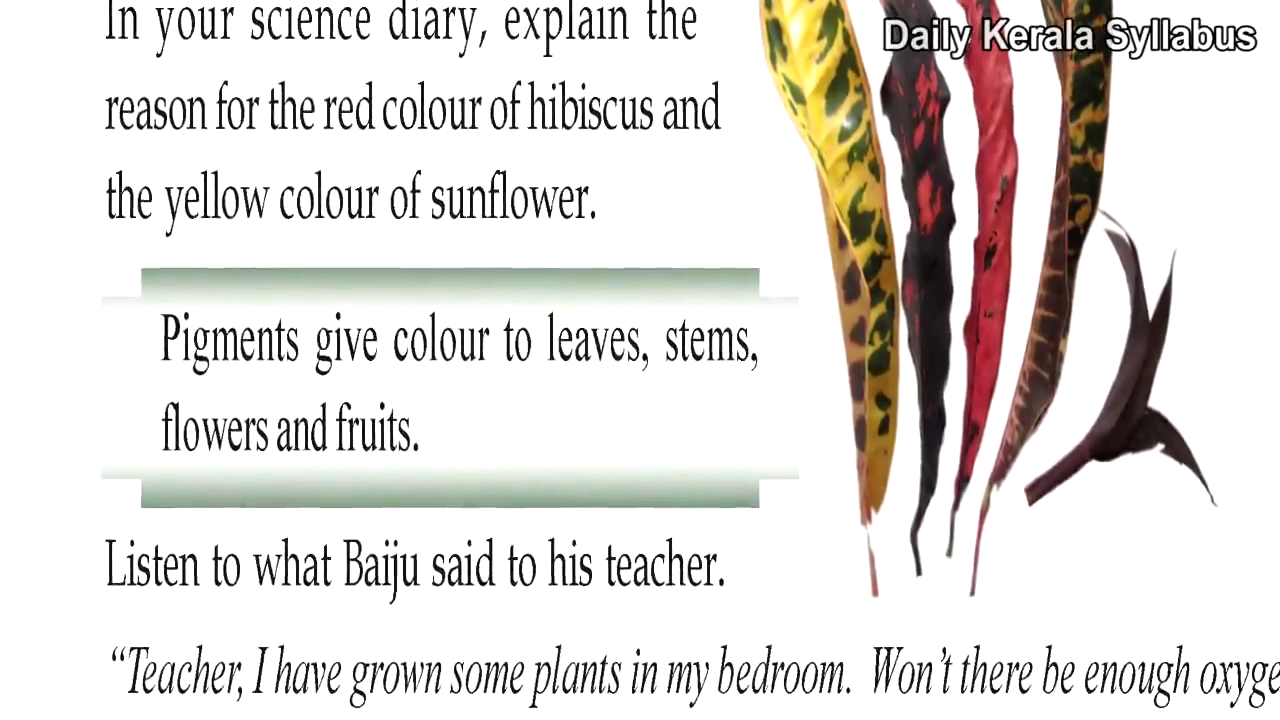 In your science diary, explain the
Daily Kerala Syllabus
reason for the red colour of hibiscus and
the yellow colour of sunflower.
Pigments give colour to leaves, stems,
flowers and fruits.
Listen to what Baiju said to his teacher.
“Teacher, I have grown some plants in my bedroom. Won’t there be enough